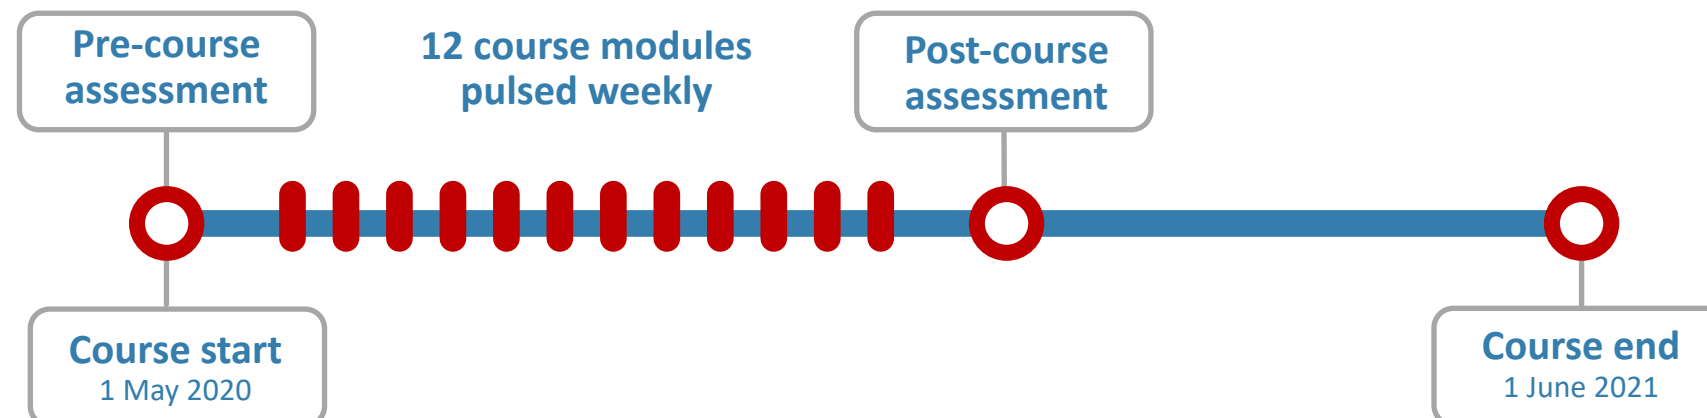 Pre-course
assessment
12 course modules
pulsed weekly
Post-course
assessment
Course start
1 May 2020
Course end
1 June 2021